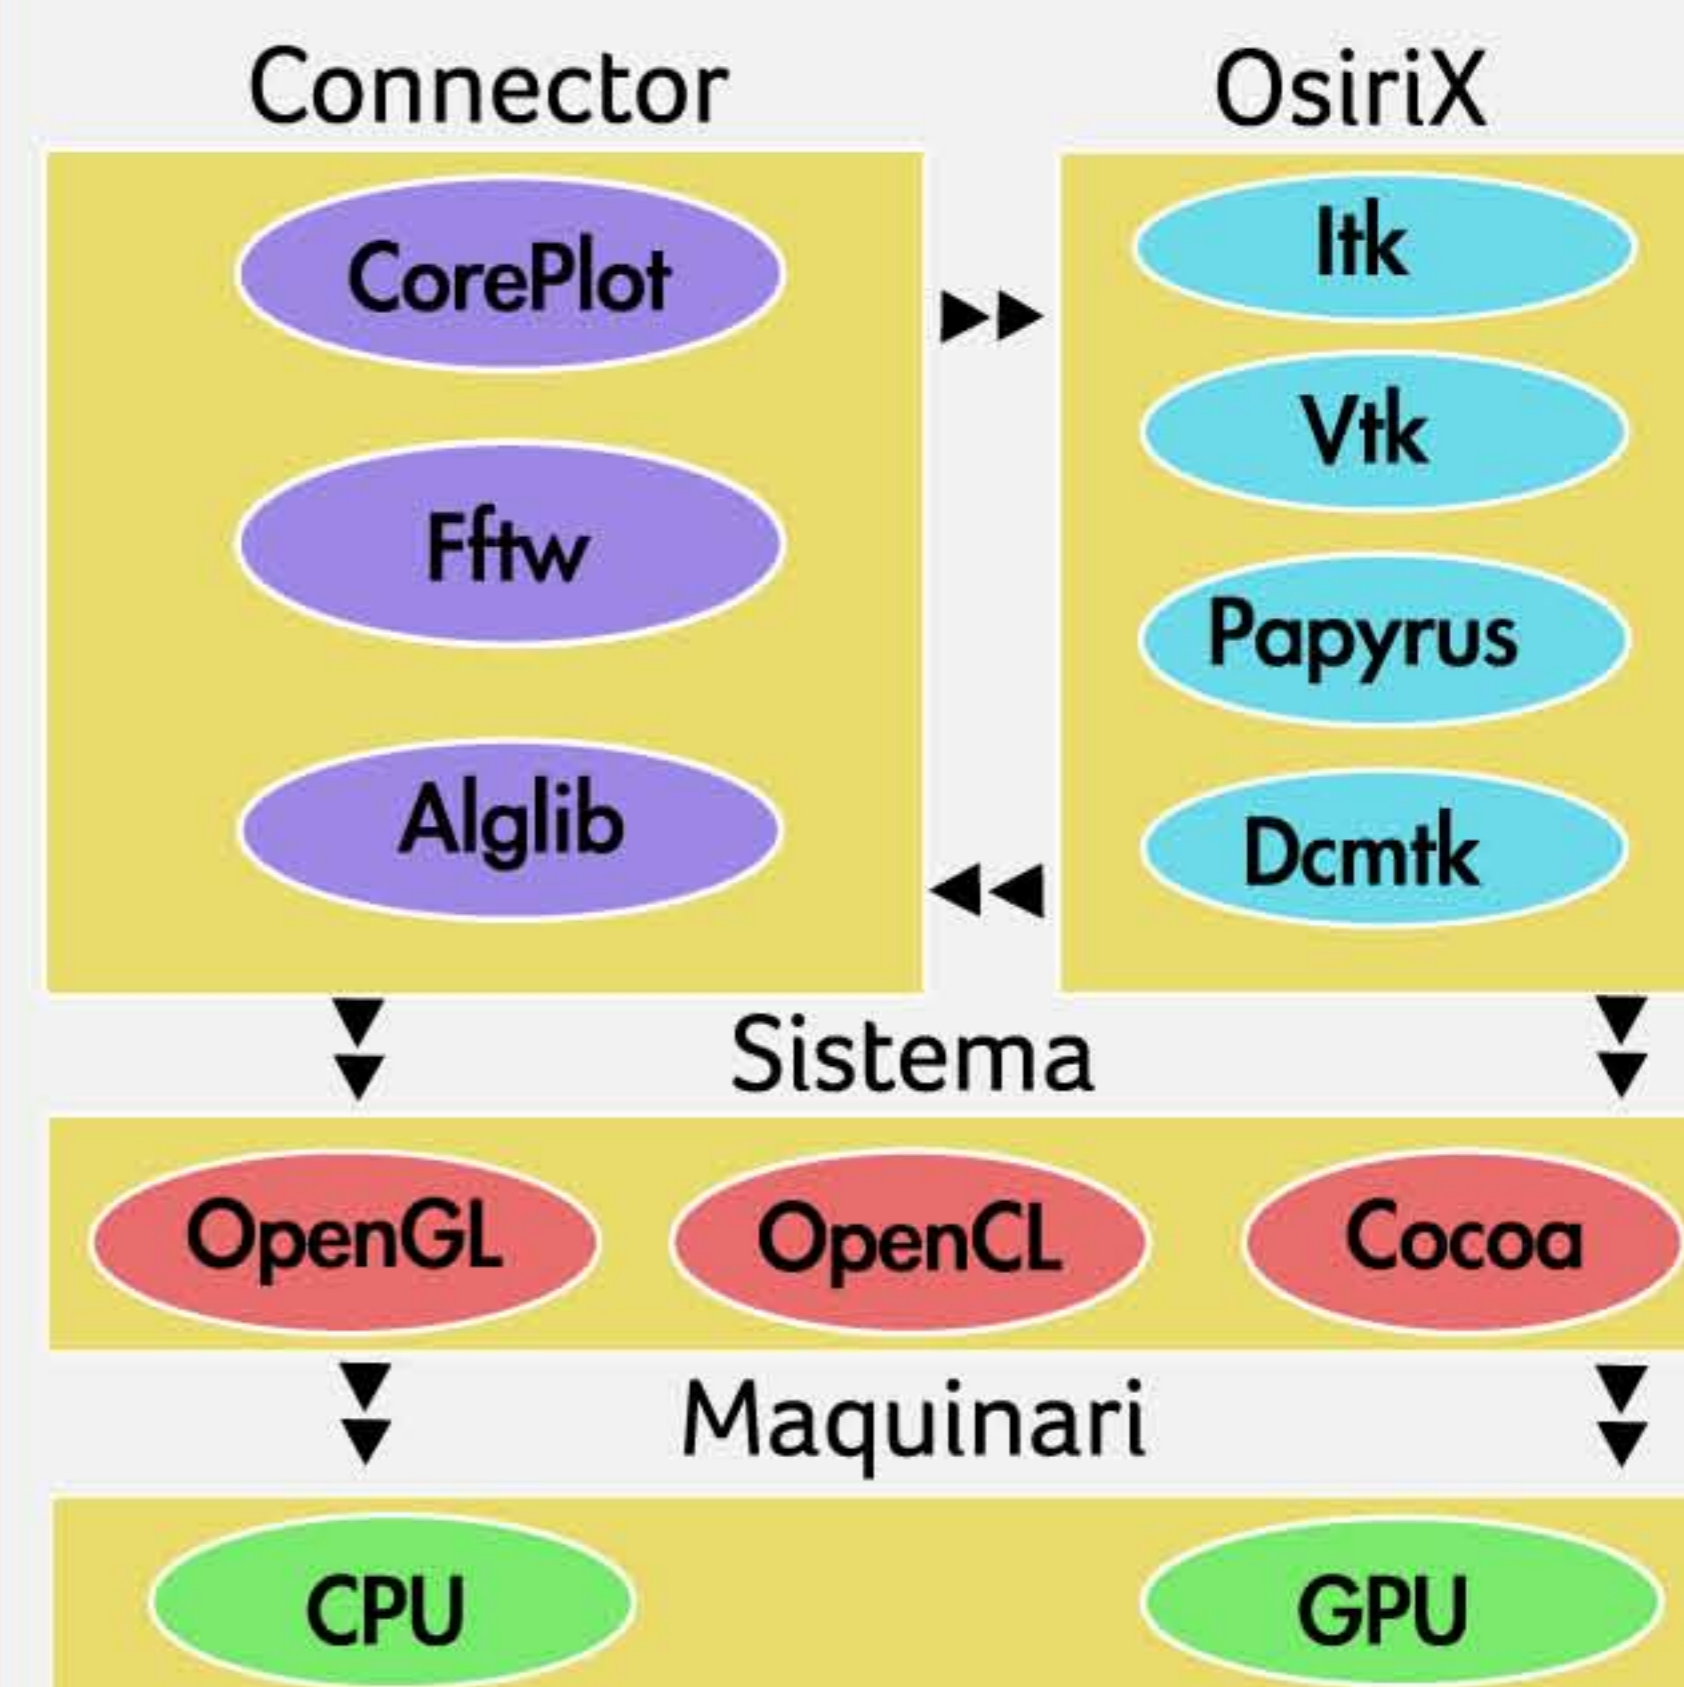 Connector
CorePlot
Fftw
Alglib
OsiriX
Itk
Vtk
Papyrus
Dcmtk
Sistema
OpenGL
OpenCL
Cocoa
Maquinari
CPU
GPU